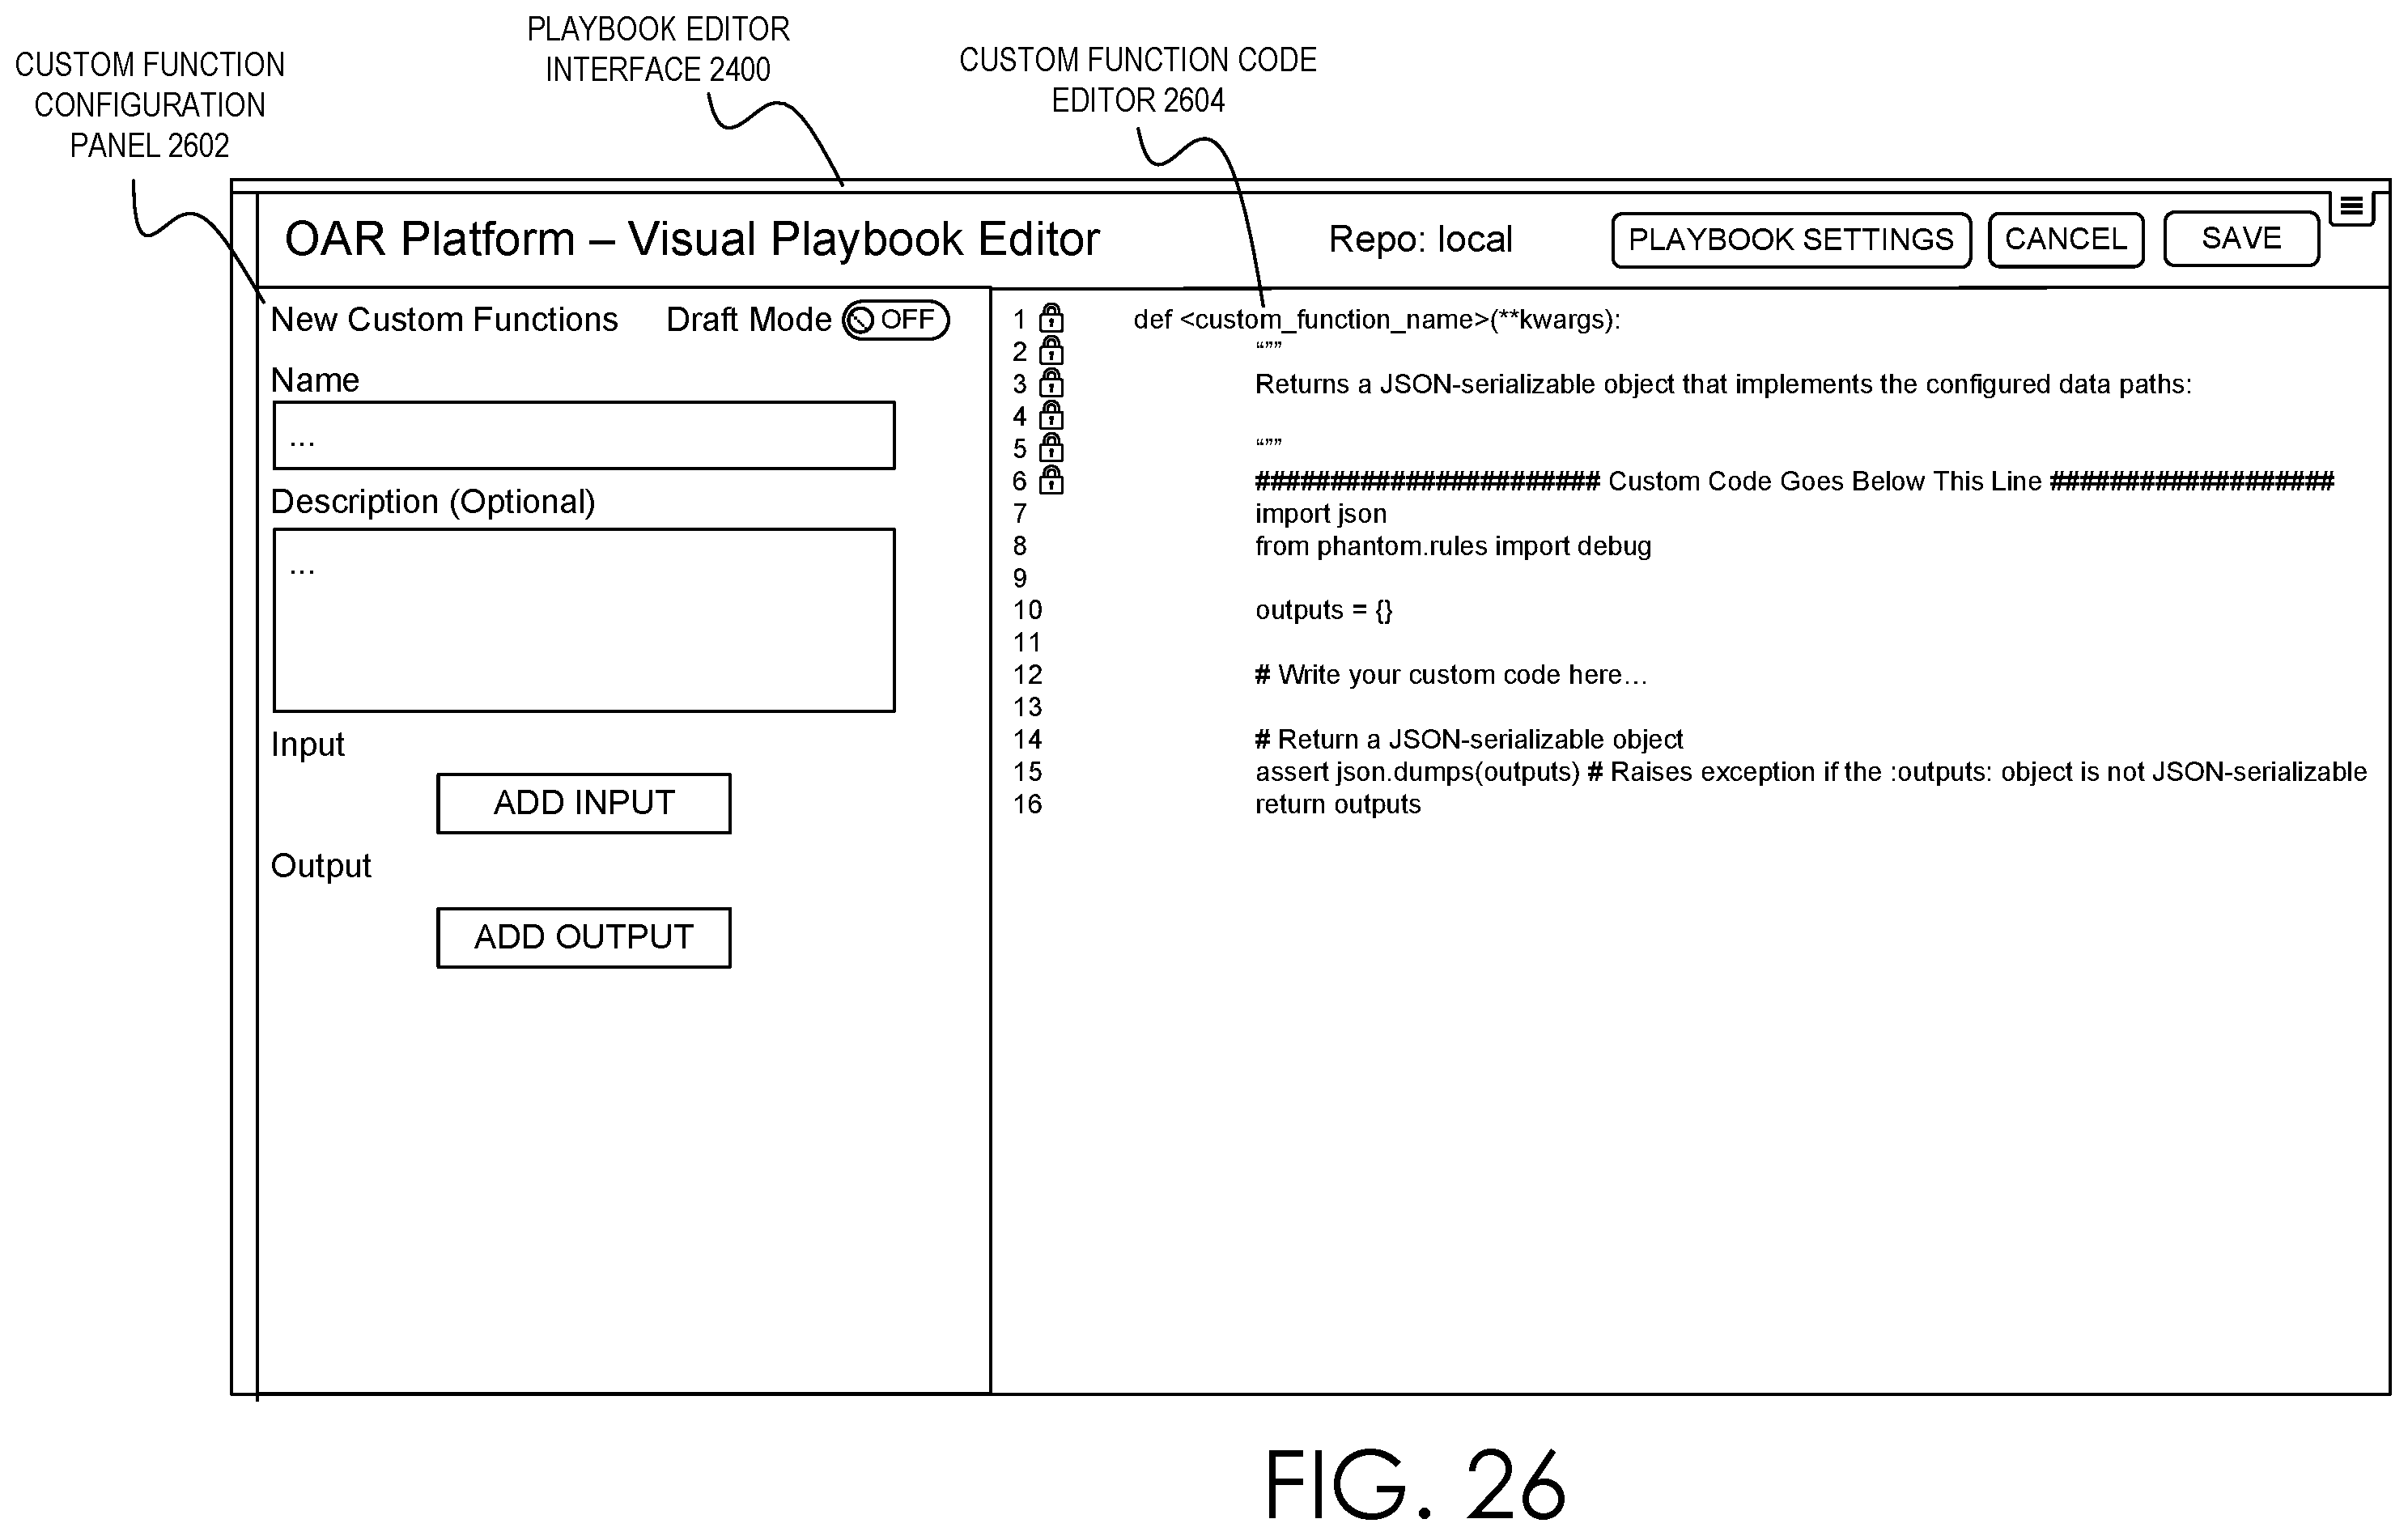 CUSTOM FUNCTION
CONFIGURATION
PANEL 2602
PLAYBOOK EDITOR
INTERFACE 2400
CUSTOM FUNCTION CODE
EDITOR 2604
OAR Platform – Visual Playbook Editor
Repo: local
PLAYBOOK SETTINGS
CANCEL
SAVE
New Custom Functions
Draft Mode
OFF
Name
...
Description (Optional)
...
Input
ADD INPUT
Output
ADD OUTPUT
1 def <custom_function_name>(**kwargs):
2 “””
3 Returns a JSON-serializable object that implements the configured data paths:
4
5 “””
6 ####################### Custom Code Goes Below This Line ###################
7 import json
8 from phantom.rules import debug
9
10 outputs = {}
11
12 # Write your custom code here…
13
14 # Return a JSON-serializable object
15 assert json.dumps(outputs) # Raises exception if the :outputs: object is not JSON-serializable
16 return outputs
FIG. 26